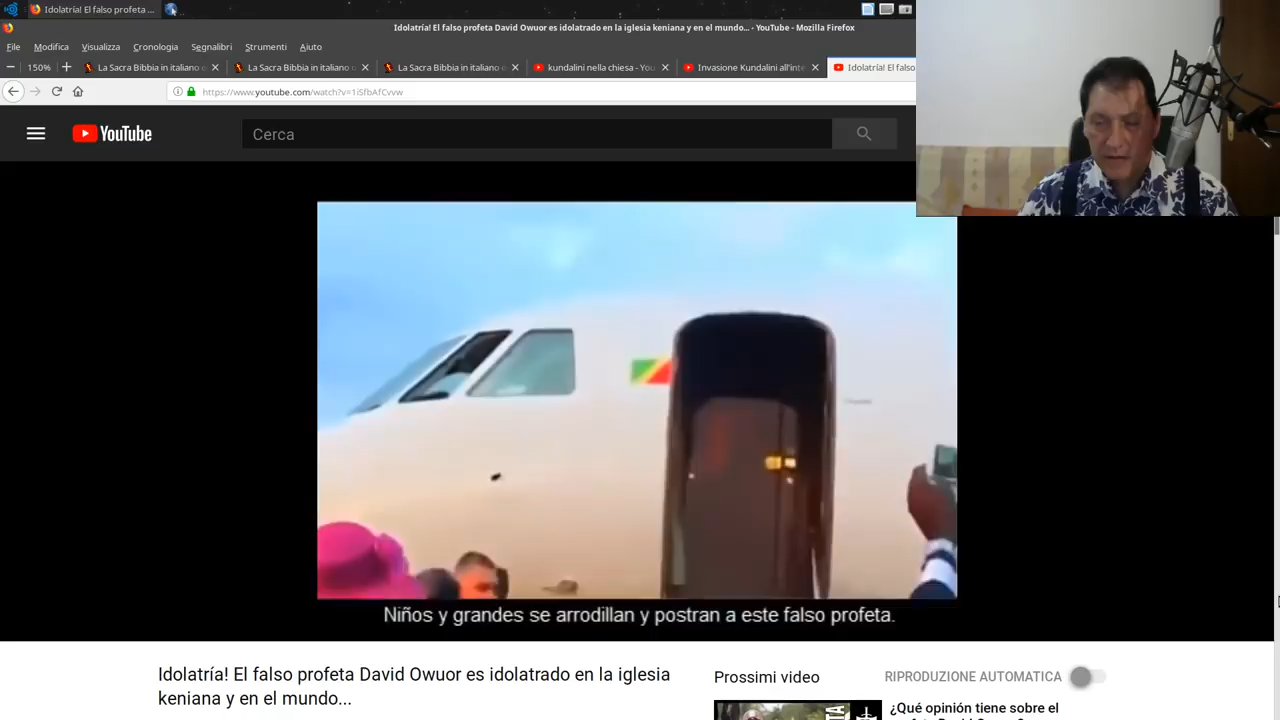 Idolatría! El falso profeta ...
Idolatría! El falso profeta David Owuor es idolatrado en la iglesia keniana y en el mundo... - YouTube - Mozilla Firefox
File Modifica Visualizza Cronologia Segnalibri Strumenti Aiuto
150% La Sacra Bibbia in italiano La Sacra Bibbia in italiano La Sacra Bibbia in italiano kundalini nella chiesa - You Invasione Kundalini all'int Idolatría! El falso
https://www.youtube.com/watch?v=1iSfbAfCvvw
YouTube
Cerca
Niños y grandes se arrodillan y postran a este falso profeta.
Idolatría! El falso profeta David Owuor es idolatrado en la iglesia
keniana y en el mundo...
Prossimi video
RIPRODUZIONE AUTOMATICA
¿Qué opinión tiene sobre el